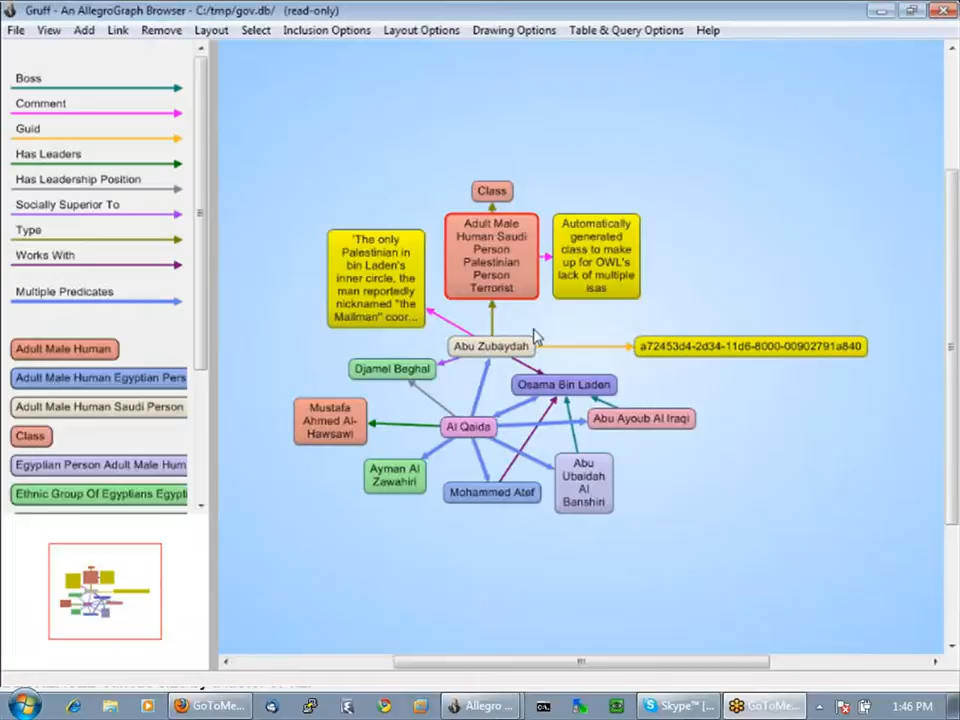 Gruff - An AllegroGraph Browser - C:/tmp/gov.db/ (read-only)
File View Add Link Remove Layout Select Inclusion Options Layout Options Drawing Options Table & Query Options Help
Boss
Comment
Guid
Has Leaders
Has Leadership Position
Socially Superior To
Type
Works With
Multiple Predicates
Adult Male Human
Adult Male Human Egyptian Pers
Adult Male Human Saudi Person
Class
Egyptian Person Adult Male Hum
Ethnic Group Of Egyptians Egypt
Class
Adult Male
Human Saudi
Person
Palestinian
Person
Terrorist
Automatically
generated
class to make
up for OWL's
lack of multiple
isas
'The only
Palestinian in
bin Laden's
inner circle, the
man reportedly
nicknamed "the
Mailman" coor...
Abu Zubaydah
a72453d4-2d34-11d6-8000-00902791a840
Djamel Beghal
Osama Bin Laden
Mustafa
Ahmed Al-
Hawsawi
Al Qaida
Abu Ayoub Al Iraqi
Ayman Al
Zawahiri
Mohammed Atef
Abu
Ubaidah
Al
Banshiri
GoToMe...
Allegro ...
Skype™ [...
GoToMe...
1:46 PM